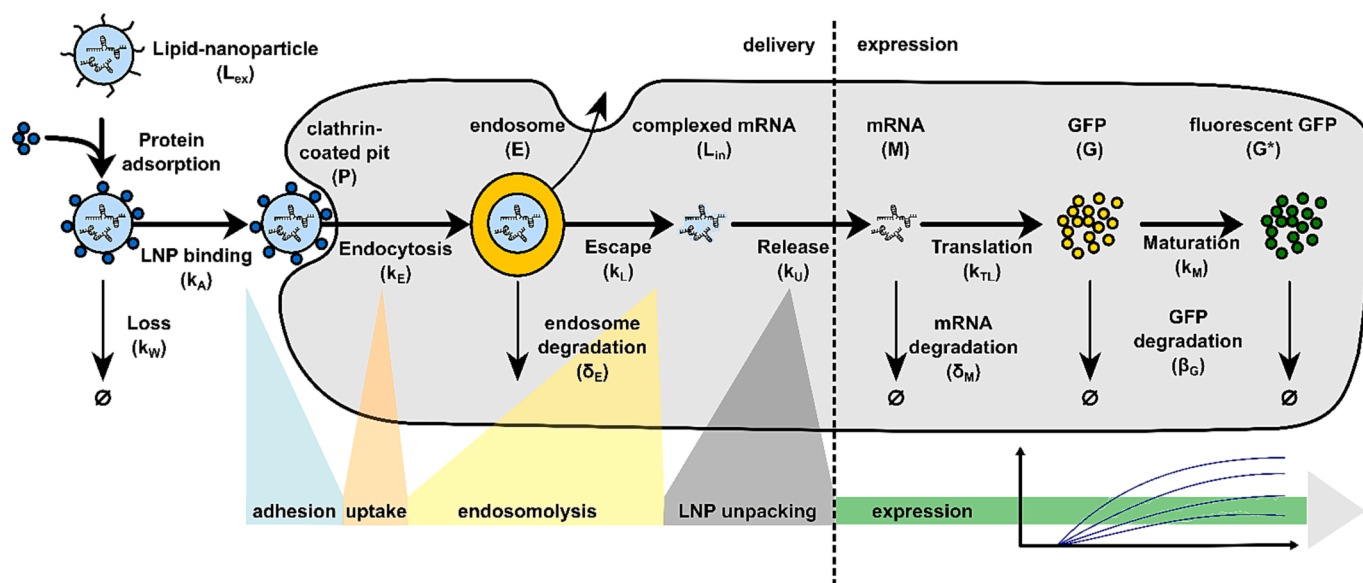 delivery
expression
Lipid-nanoparticle
(L_ex)
Protein
adsorption
clathrin-
coated pit
(P)
endosome
(E)
complexed mRNA
(L_in)
mRNA
(M)
GFP
(G)
fluorescent GFP
(G*)
LNP binding
(k_A)
Endocytosis
(k_E)
Escape
(k_L)
Release
(k_U)
Translation
(k_TL)
Maturation
(k_M)
Loss
(k_W)
endosome
degradation
(δ_E)
mRNA
degradation
(δ_M)
GFP
degradation
(β_G)
∅
∅
∅
∅
∅
adhesion
uptake
endosomolysis
LNP unpacking
expression